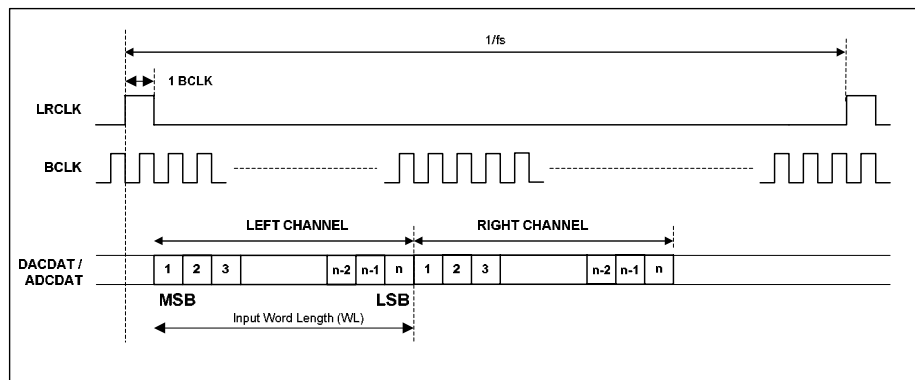 1/fs
1 BCLK
LRCLK
BCLK
LEFT CHANNEL RIGHT CHANNEL
DACDAT /
ADCDAT
1 2 3 n-2 n-1 n 1 2 3 n-2 n-1 n
MSB LSB
Input Word Length (WL)